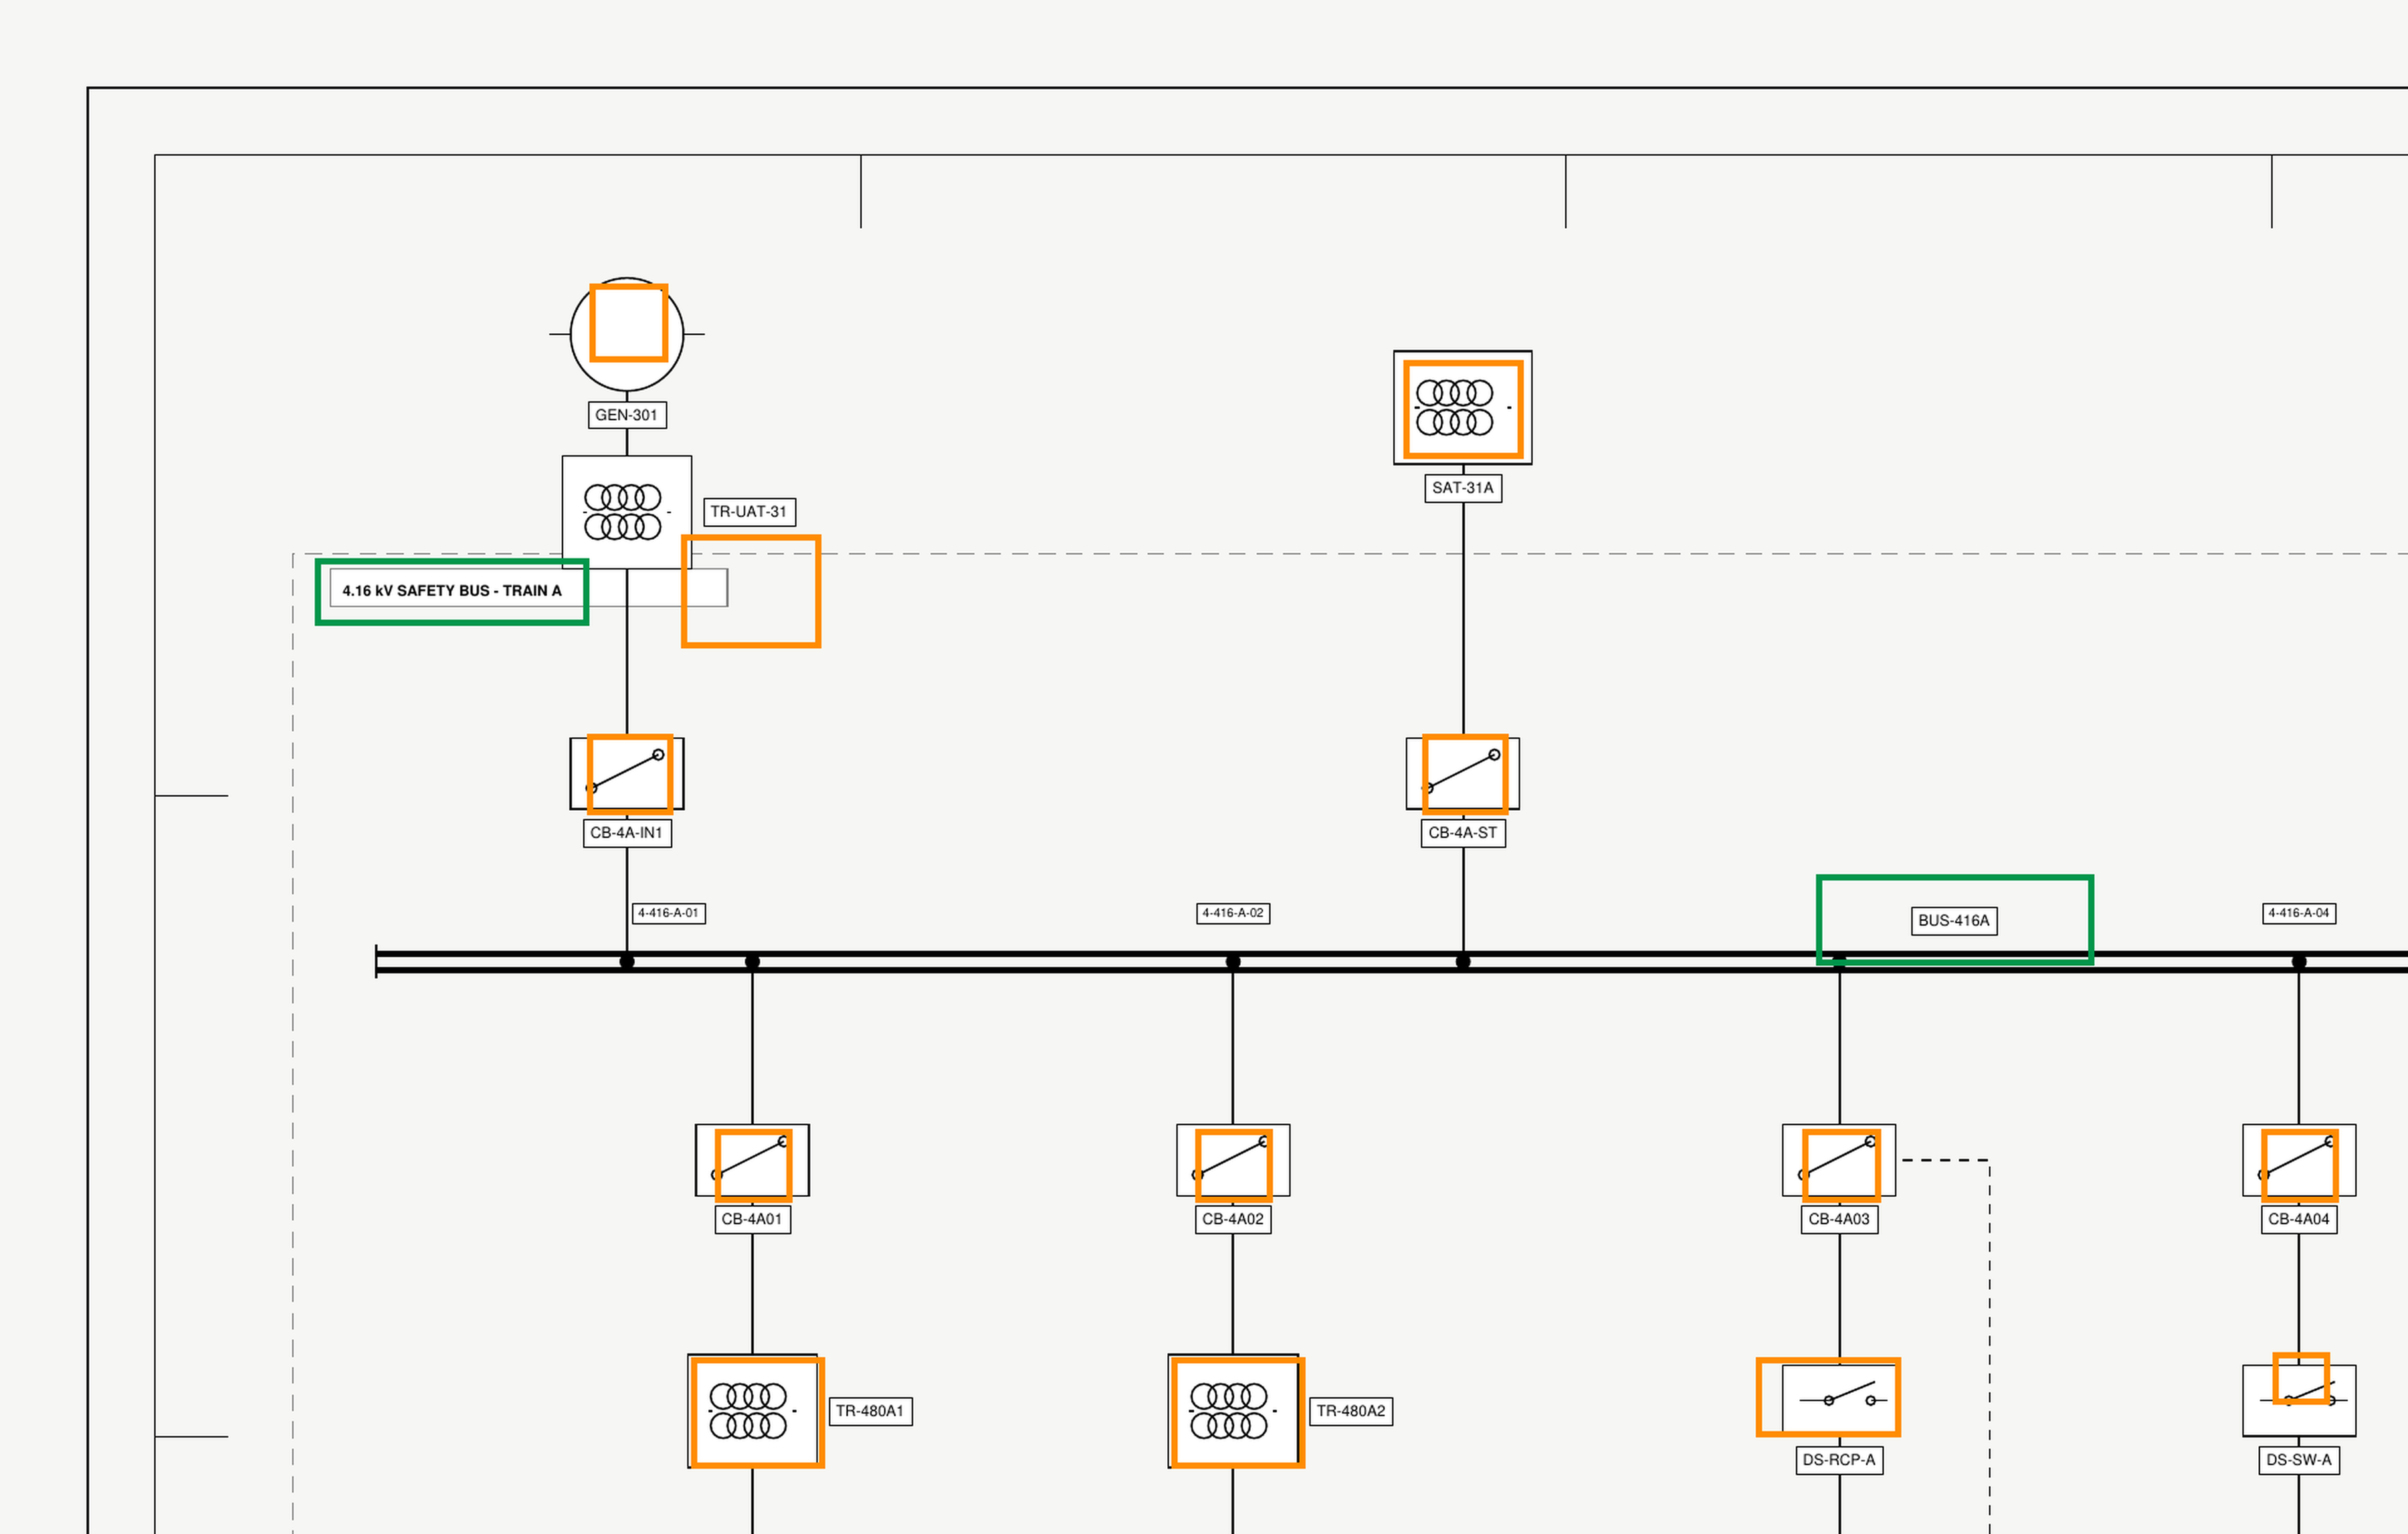 GEN-301
SAT-31A
TR-UAT-31
4.16 kV SAFETY BUS - TRAIN A
CB-4A-IN1
CB-4A-ST
4-416-A-01
4-416-A-02
BUS-416A
4-416-A-04
CB-4A01
CB-4A02
CB-4A03
CB-4A04
TR-480A1
TR-480A2
DS-RCP-A
DS-SW-A